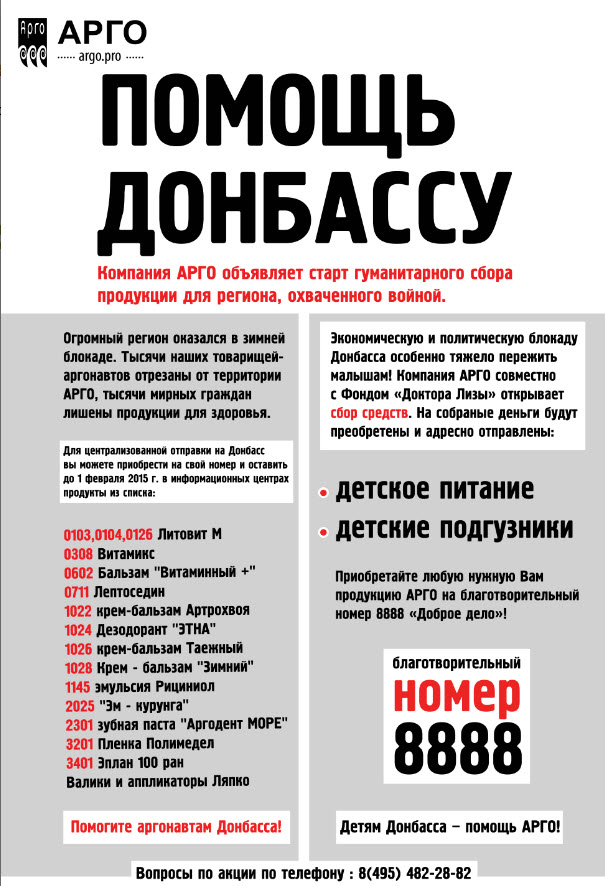 Арго
АРГО
argo.pro
ПОМОЩЬ
ДОНБАССУ
Компания АРГО объявляет старт гуманитарного сбора
продукции для региона, охваченного войной.
Огромный регион оказался в зимней
блокаде. Тысячи наших товарищей-
аргонавтов отрезаны от территории
АРГО, тысячи мирных граждан
лишены продукции для здоровья.
Для централизованной отправки на Донбасс
вы можете приобрести на свой номер и оставить
до 1 февраля 2015 г. в информационных центрах
продукты из списка:
0103,0104,0126 Литовит М
0308 Витамикс
0602 Бальзам "Витаминный +"
0711 Лептоседин
1022 крем-бальзам Артрохвоя
1024 Дезодорант "ЭТНА"
1026 крем-бальзам Таежный
1028 Крем - бальзам "Зимний"
1145 эмульсия Рициниол
2025 "Эм - курунга"
2301 зубная паста "Аргодент МОРЕ"
3201 Пленка Полимедел
3401 Эплан 100 ран
Валики и аппликаторы Ляпко
Помогите аргонавтам Донбасса!
Экономическую и политическую блокаду
Донбасса особенно тяжело пережить
малышам! Компания АРГО совместно
с Фондом «Доктора Лизы» открывает
сбор средств. На собраные деньги будут
преобретены и адресно отправлены:
• детское питание
• детские подгузники
Приобретайте любую нужную Вам
продукцию АРГО на благотворительный
номер 8888 «Доброе дело»!
благотворительный
номер
8888
Детям Донбасса – помощь АРГО!
Вопросы по акции по телефону : 8(495) 482-28-82